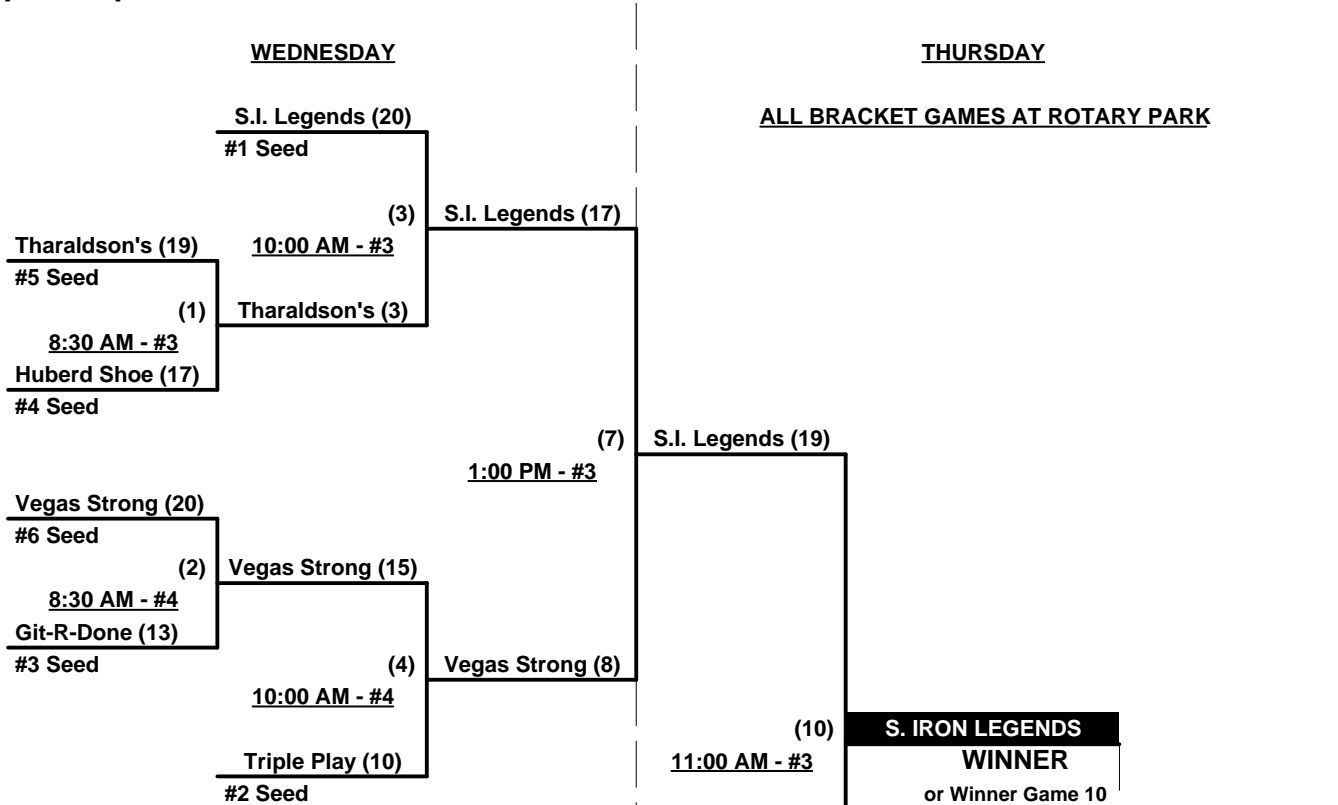 WEDNESDAY
THURSDAY
S.I. Legends (20)
ALL BRACKET GAMES AT ROTARY PARK
#1 Seed
(3)
S.I. Legends (17)
Tharaldson's (19)
10:00 AM - #3
#5 Seed
(1)
Tharaldson's (3)
8:30 AM - #3
Huberd Shoe (17)
#4 Seed
(7)
S.I. Legends (19)
1:00 PM - #3
Vegas Strong (20)
#6 Seed
(2)
Vegas Strong (15)
8:30 AM - #4
Git-R-Done (13)
#3 Seed
(4)
Vegas Strong (8)
10:00 AM - #4
(10)
S. IRON LEGENDS
Triple Play (10)
11:00 AM - #3
WINNER
#2 Seed
or Winner Game 10